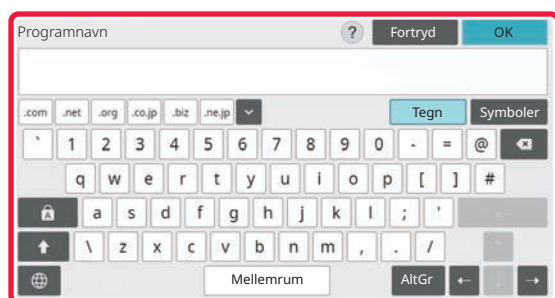 Programnavn ? Fortryd OK
.com .net .org .co.jp .biz .ne.jp Tegn Symboler
` 1 2 3 4 5 6 7 8 9 0 - = @
q w e r t y u i o p [ ] #
A a s d f g h j k l ; '
\ z x c v b n m , . /
Mellemrum AltGr